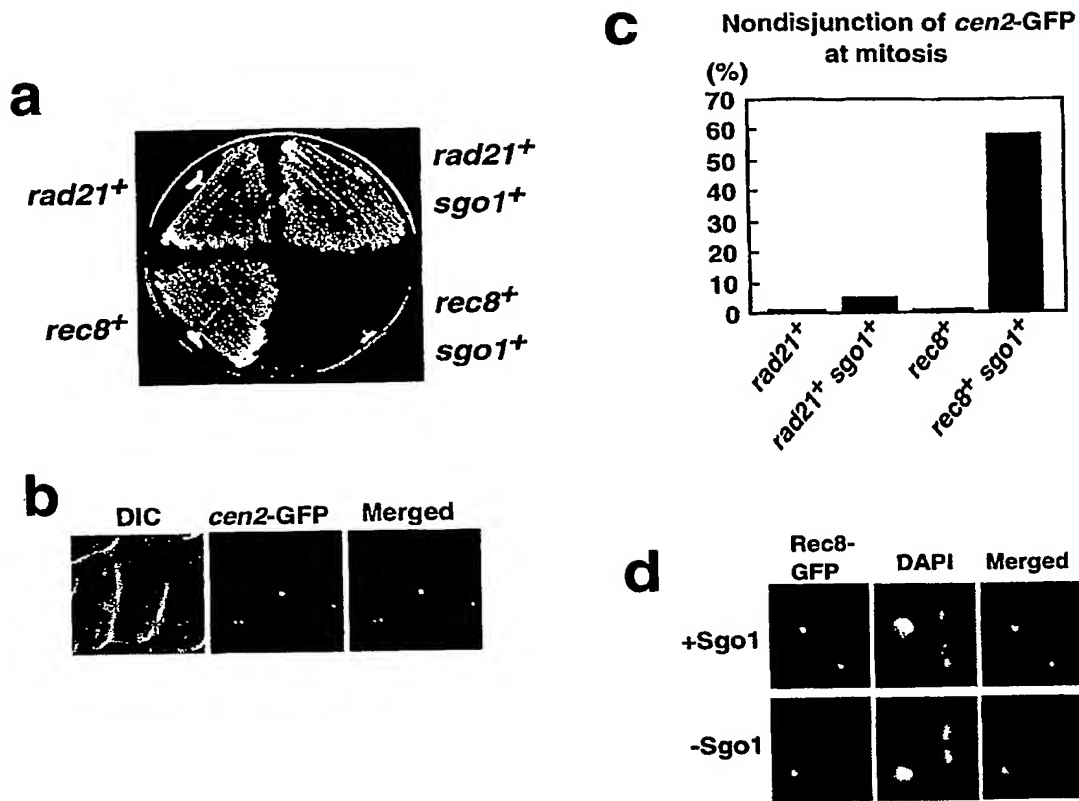 a
rad21+
rad21+
sgo1+
rec8+
rec8+
sgo1+
b
DIC
cen2-GFP
Merged
c
Nondisjunction of cen2-GFP
at mitosis
(%)
70
60
50
40
30
20
10
0
rad21+
rad21+ sgo1+
rec8+
rec8+ sgo1+
d
Rec8-
GFP
DAPI
Merged
+Sgo1
-Sgo1